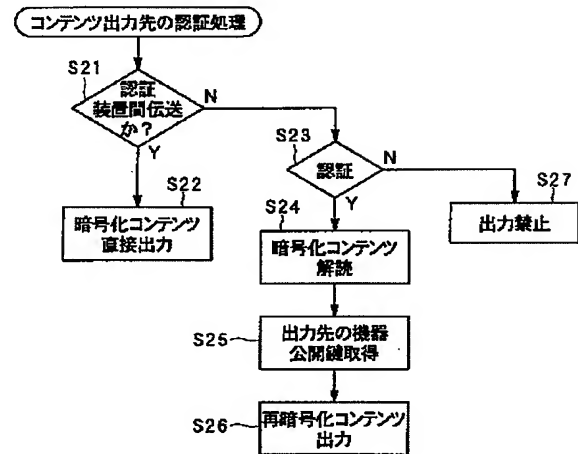 コンテンツ出力先の認証処理
S21
認証
装置間伝送
か?
N
Y
S22
暗号化コンテンツ
直接出力
S23
認証
N
Y
S27
出力禁止
S24
暗号化コンテンツ
解読
S25
出力先の機器
公開鍵取得
S26
再暗号化コンテンツ
出力